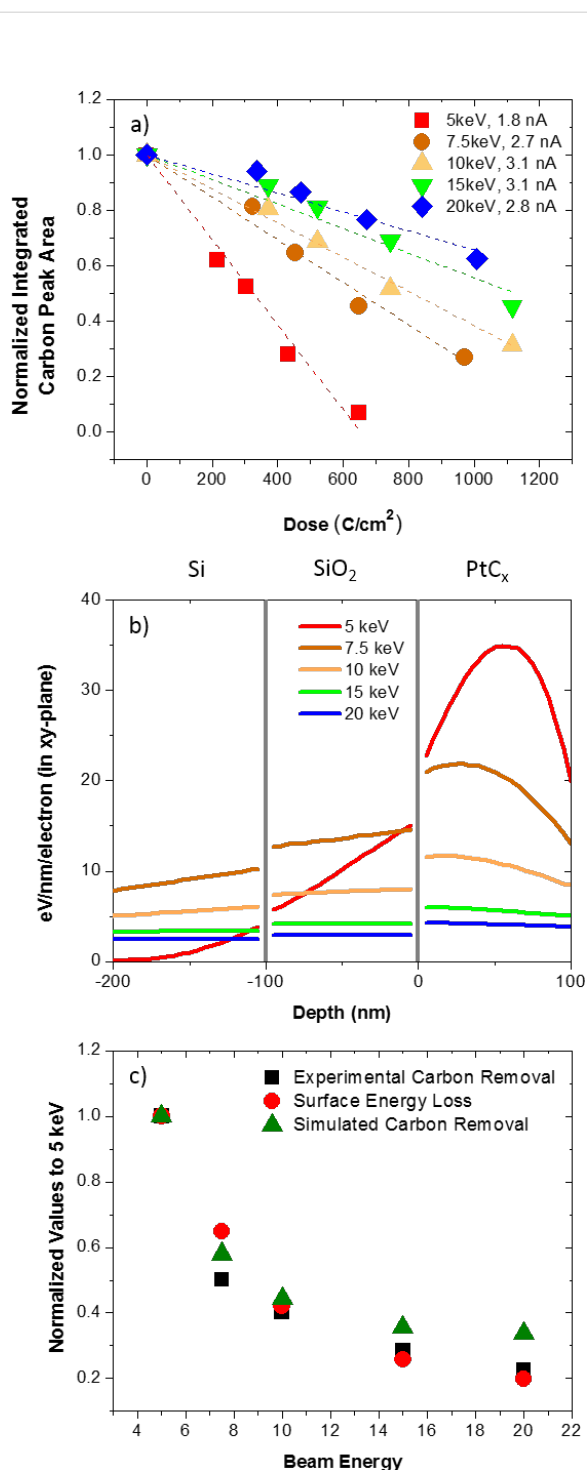 a)
5keV, 1.8 nA
7.5keV, 2.7 nA
10keV, 3.1 nA
15keV, 3.1 nA
20keV, 2.8 nA
1.2
1.0
0.8
0.6
0.4
0.2
0.0
Normalized Integrated
Carbon Peak Area
0 200 400 600 800 1000 1200
Dose (C/cm²)
Si SiO₂ PtCₓ
b)
5 keV
7.5 keV
10 keV
15 keV
20 keV
40
30
20
10
0
eV/nm/electron (in xy-plane)
-200 -100 0 100
Depth (nm)
c)
Experimental Carbon Removal
Surface Energy Loss
Simulated Carbon Removal
1.2
1.0
0.8
0.6
0.4
0.2
Normalized Values to 5 keV
4 6 8 10 12 14 16 18 20 22
Beam Energy